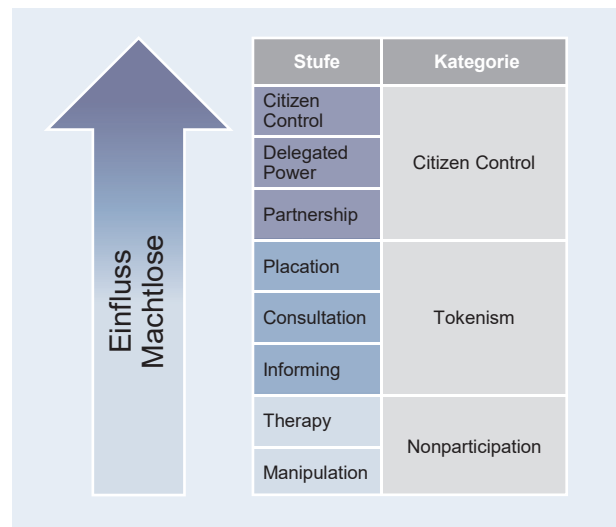 Stufe Kategorie
Citizen
Control
Delegated
Power
Citizen Control
Partnership
Placation
Consultation
Tokenism
Informing
Therapy
Manipulation
Nonparticipation
Einfluss
Machtlose